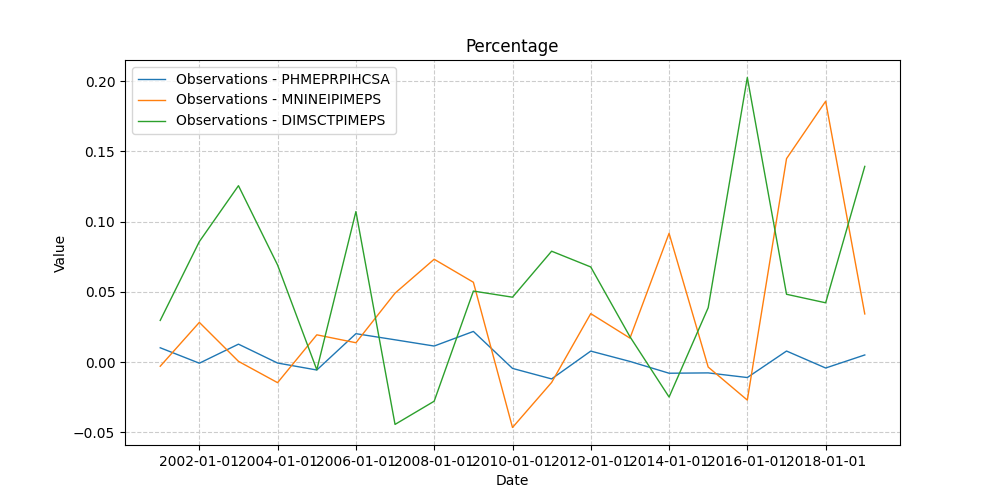 Percentage
Observations - PHMEPRPIHCSA
Observations - MNINEIPIMEPS
Observations - DIMSCTPIMEPS
0.20
0.15
0.10
0.05
0.00
−0.05
Value
2002-01-01 2004-01-01 2006-01-01 2008-01-01 2010-01-01 2012-01-01 2014-01-01 2016-01-01 2018-01-01
Date